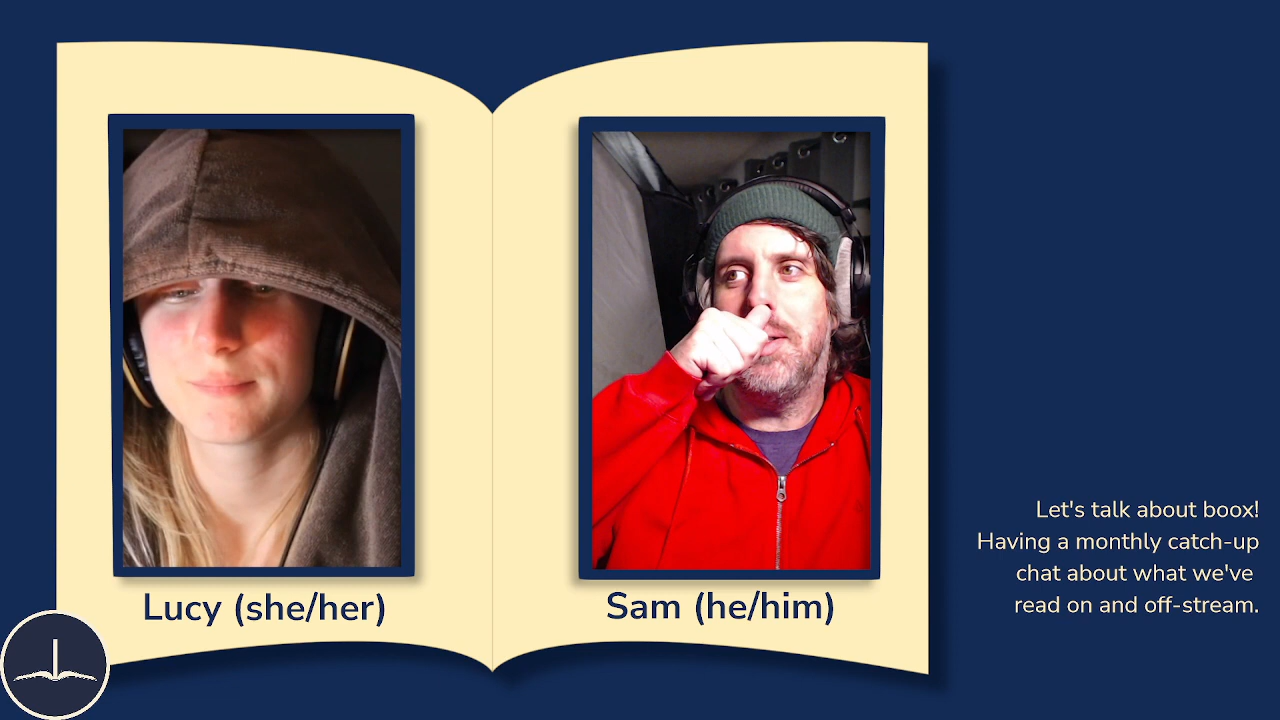 Lucy (she/her)
Sam (he/him)
Let's talk about boox!
Having a monthly catch-up
chat about what we've
read on and off-stream.